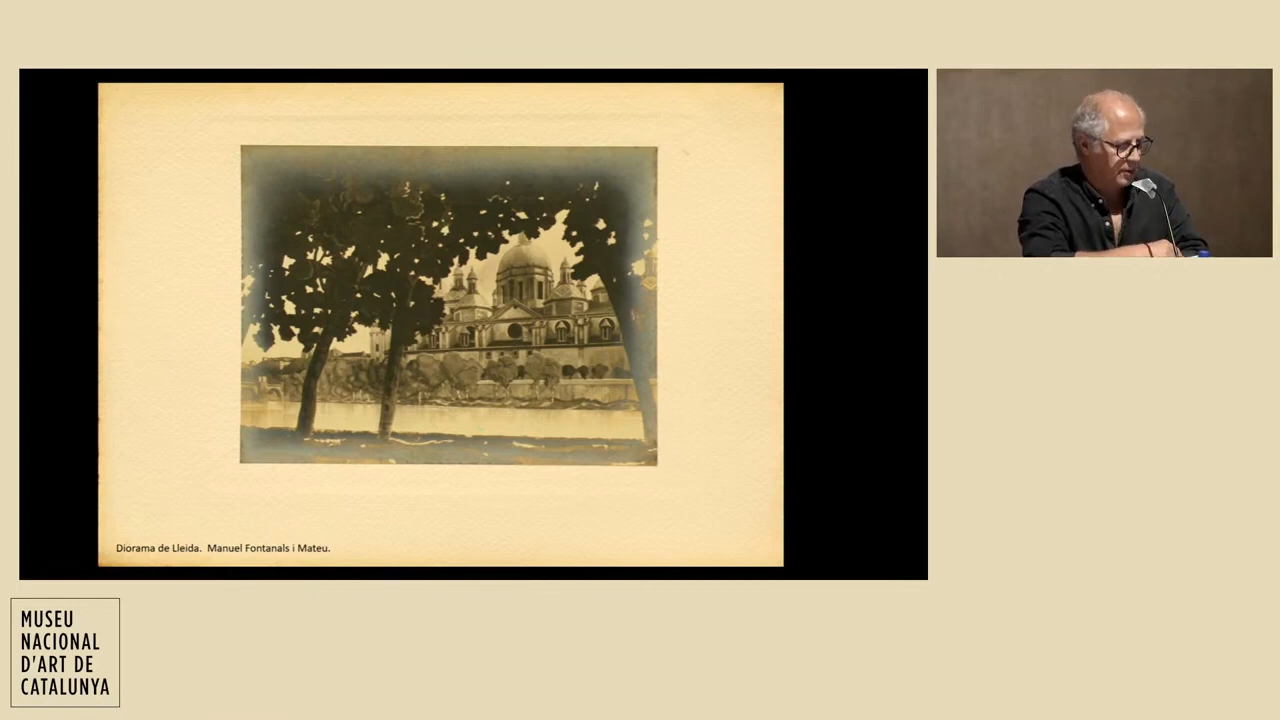 Diorama de Lleida. Manuel Fontanals i Mateu.
MUSEU
NACIONAL
D'ART DE
CATALUNYA